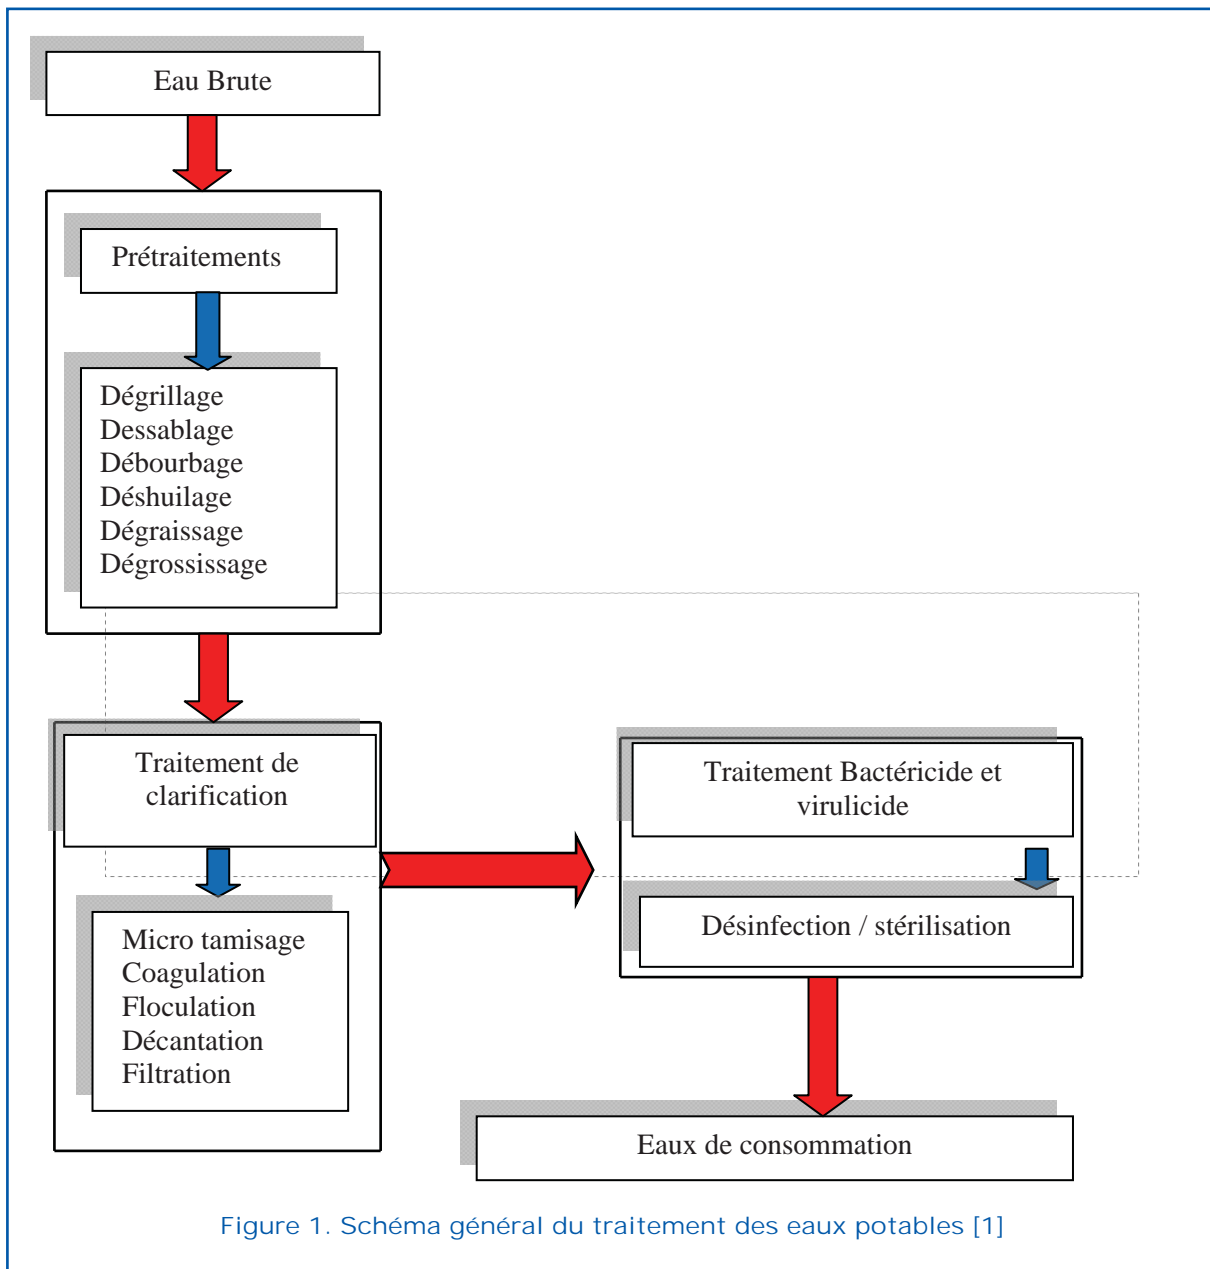 Eau Brute
Prétraitements
Dégrillage
Dessablage
Débourbage
Déshuilage
Dégraissage
Dégrossissage
Traitement de
clarification
Micro tamisage
Coagulation
Floculation
Décantation
Filtration
Traitement Bactéricide et
virulicide
Désinfection / stérilisation
Eaux de consommation
Figure 1. Schéma général du traitement des eaux potables [1]